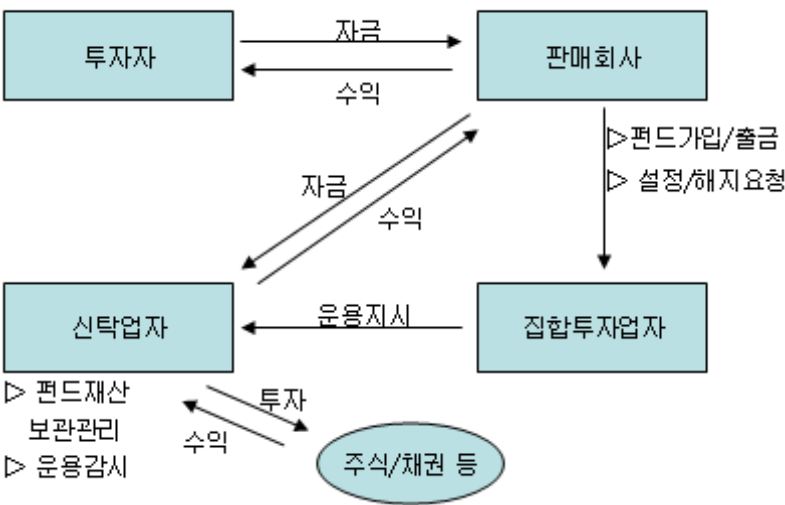 투자자
자금
수익
판매회사
▷펀드가입/출금
▷ 설정/해지요청
자금
수익
신탁업자
운용지시
집합투자업자
▷ 펀드재산
보관관리
▷ 운용감시
투자
수익
주식/채권 등